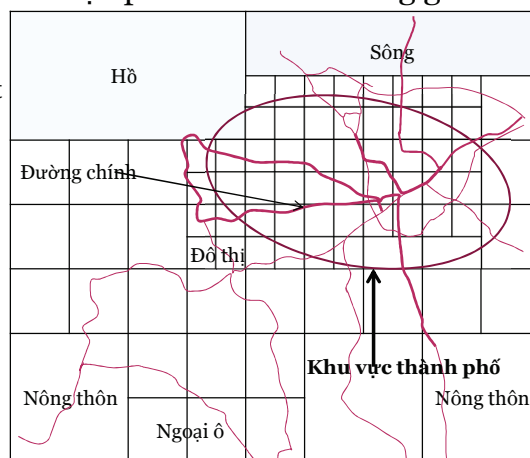 Sông
Hồ
Đường chính
Đô thị
Khu vực thành phố
Nông thôn
Nông thôn
Ngoại ô